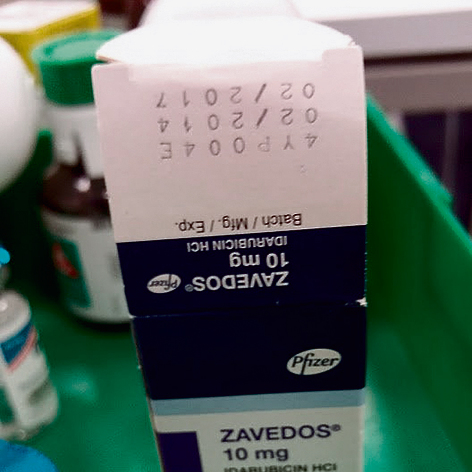 ZAVEDOS® Pfizer
10 mg
IDARUBICIN HCl
Batch / Mfg. / Exp.
4YP004E
02/2014
02/2017
Pfizer
ZAVEDOS®
10 mg
IDARUBICIN HCl